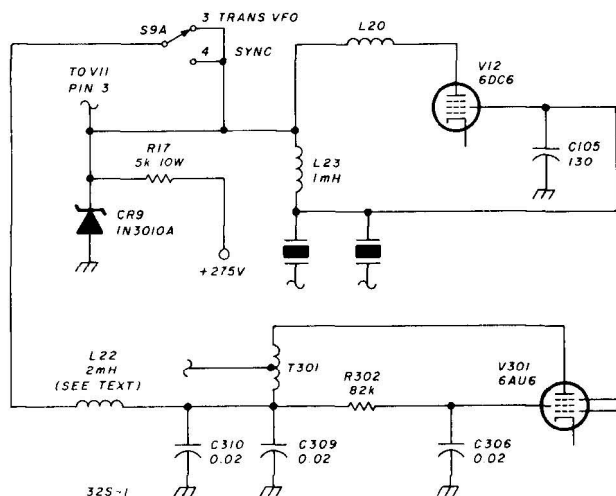 3 TRANS VFO
S9A
4 SYNC
TO V11
PIN 3
R17
5k 10W
CR9
1N3010A
+275V
L20
V12
6DC6
L23
1mH
C105
130
L22
2mH
(SEE TEXT)
T301
R302
82k
V301
6AU6
C310
0.02
C309
0.02
C306
0.02
32S-1